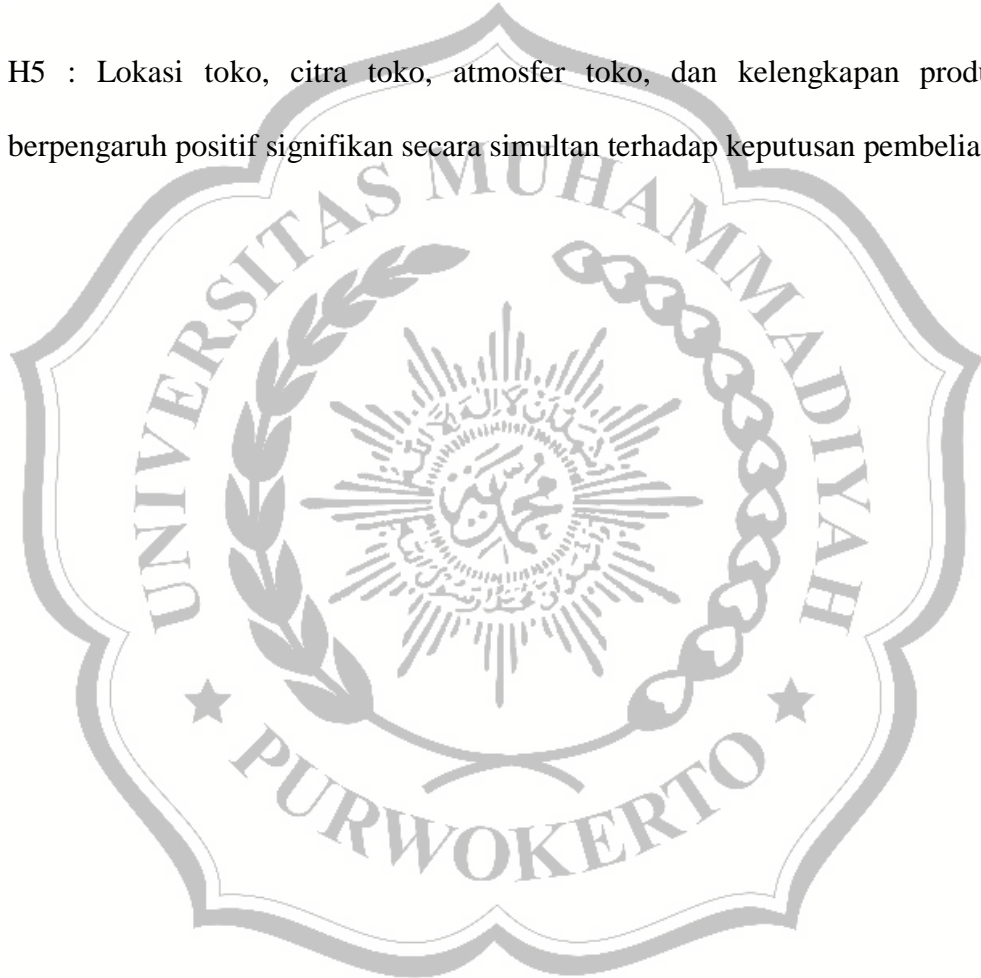 H5 : Lokasi toko, citra toko, atmosfer toko, dan kelengkapan produ
berpengaruh positif signifikan secara simultan terhadap keputusan pembelia
UNIVERSITAS MUHAMMADIYAH
PURWOKERTO